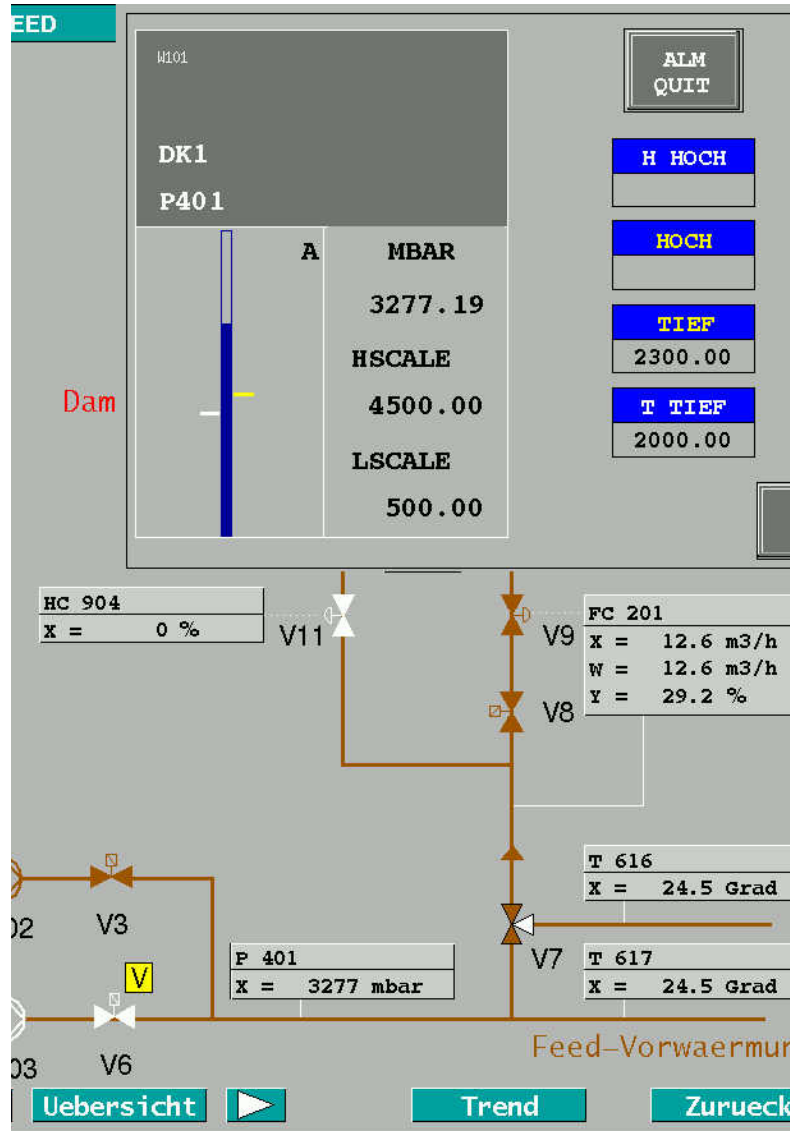 EED
W101
DK1
P401
A
MBAR
3277.19
HSCALE
4500.00
LSCALE
500.00
ALM
QUIT
H HOCH
HOCH
TIEF
2300.00
T TIEF
2000.00
Dam
HC 904
X = 0 %
V11
V9
FC 201
X = 12.6 m3/h
W = 12.6 m3/h
Y = 29.2 %
V8
T 616
X = 24.5 Grad
02
V3
V7
P 401
X = 3277 mbar
T 617
X = 24.5 Grad
V
03
V6
Feed-Vorwaermur
Uebersicht
Trend
Zurueck